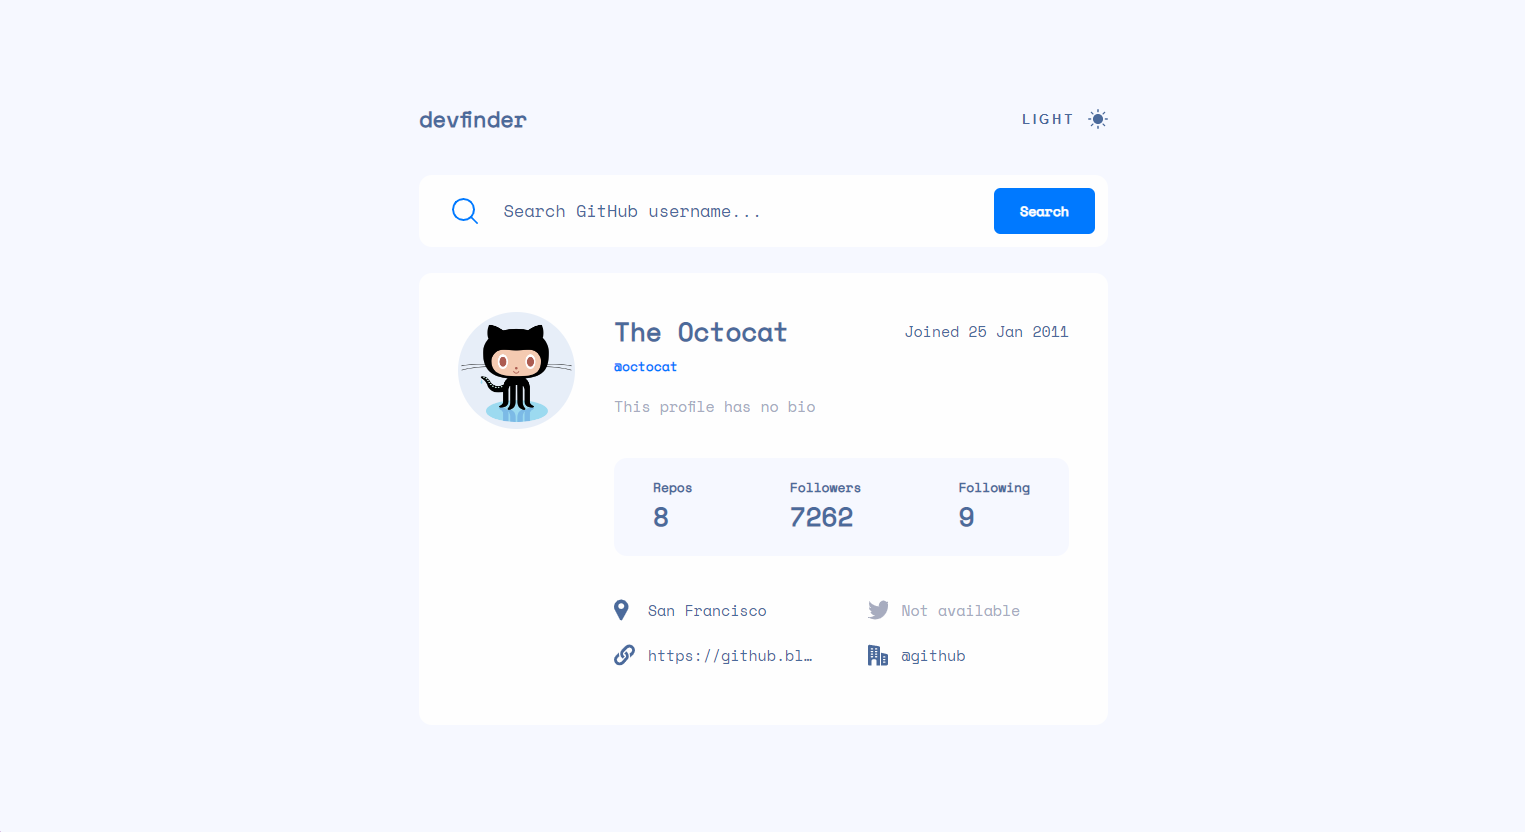 devfinder
LIGHT
Search GitHub username...
Search
The Octocat
Joined 25 Jan 2011
@octocat
This profile has no bio
Repos
Followers
Following
8
7262
9
San Francisco
Not available
https://github.bl…
@github